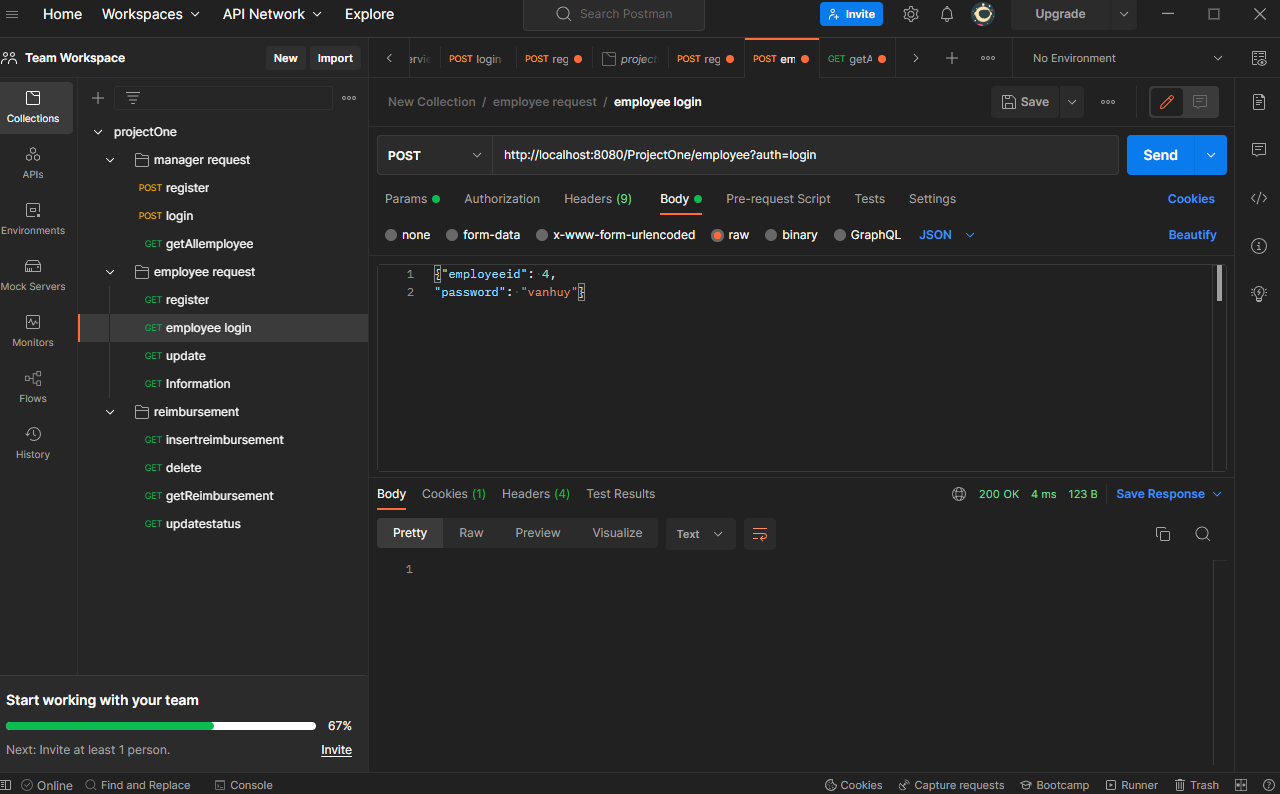 Home Workspaces API Network Explore Search Postman Invite Upgrade
Team Workspace New Import
POST login POST reg project POST reg POST em GET getA No Environment
Collections
APIs
Environments
Mock Servers
Monitors
Flows
History
projectOne
manager request
POST register
POST login
GET getAllemployee
employee request
GET register
GET employee login
GET update
GET Information
reimbursement
GET insertreimbursement
GET delete
GET getReimbursement
GET updatestatus
Start working with your team
67%
Next: Invite at least 1 person. Invite
New Collection / employee request / employee login Save
POST http://localhost:8080/ProjectOne/employee?auth=login Send
Params Authorization Headers (9) Body Pre-request Script Tests Settings Cookies
none form-data x-www-form-urlencoded raw binary GraphQL JSON Beautify
1 {"employeeid": 4,
2 "password": "vanhuy"}
Body Cookies (1) Headers (4) Test Results 200 OK 4 ms 123 B Save Response
Pretty Raw Preview Visualize Text
1
Online Find and Replace Console Cookies Capture requests Bootcamp Runner Trash